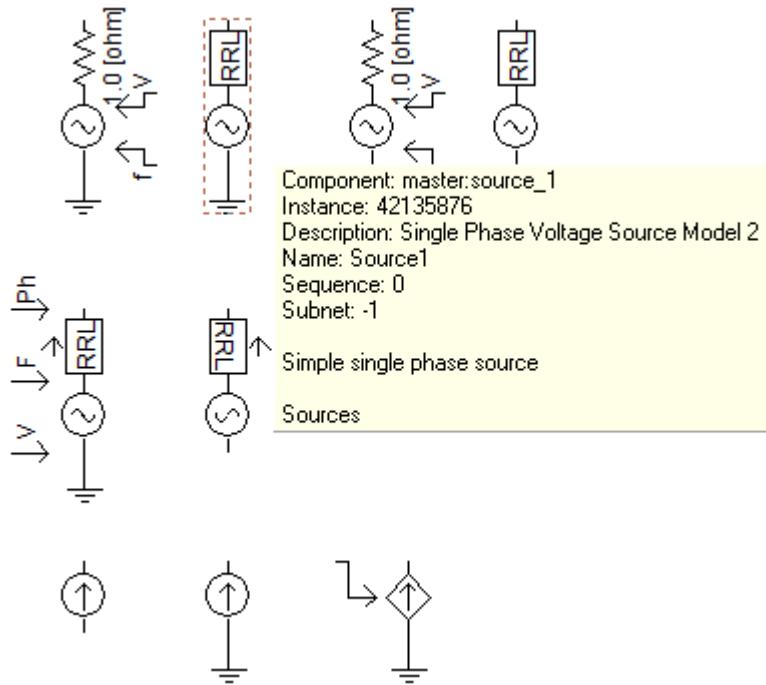 1.0 [ohm]
V
f
RRL
1.0 [ohm]
V
RRL
Component: master:source_1
Instance: 42135876
Description: Single Phase Voltage Source Model 2
Name: Source1
Sequence: 0
Subnet: -1
Simple single phase source
Sources
Ph
F
V
RRL
RRL